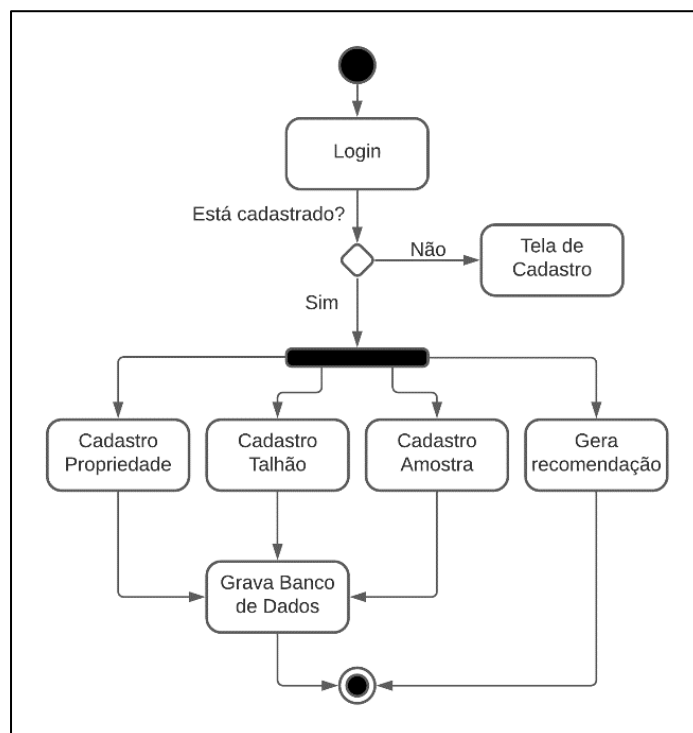 Login
Está cadastrado?
Não
Tela de
Cadastro
Sim
Cadastro
Propriedade
Cadastro
Talhão
Cadastro
Amostra
Gera
recomendação
Grava Banco
de Dados